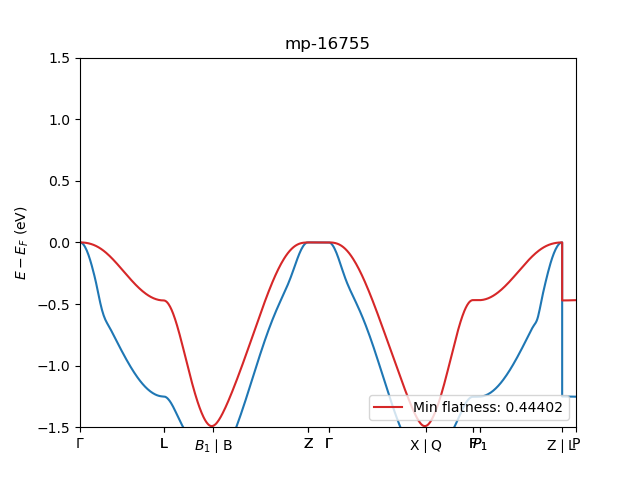 mp-16755
E − E_F (eV)
1.5
1.0
0.5
0.0
−0.5
−1.0
−1.5
Min flatness: 0.44402
Γ L B₁ | B Z Γ X | Q P₁ Z | L P